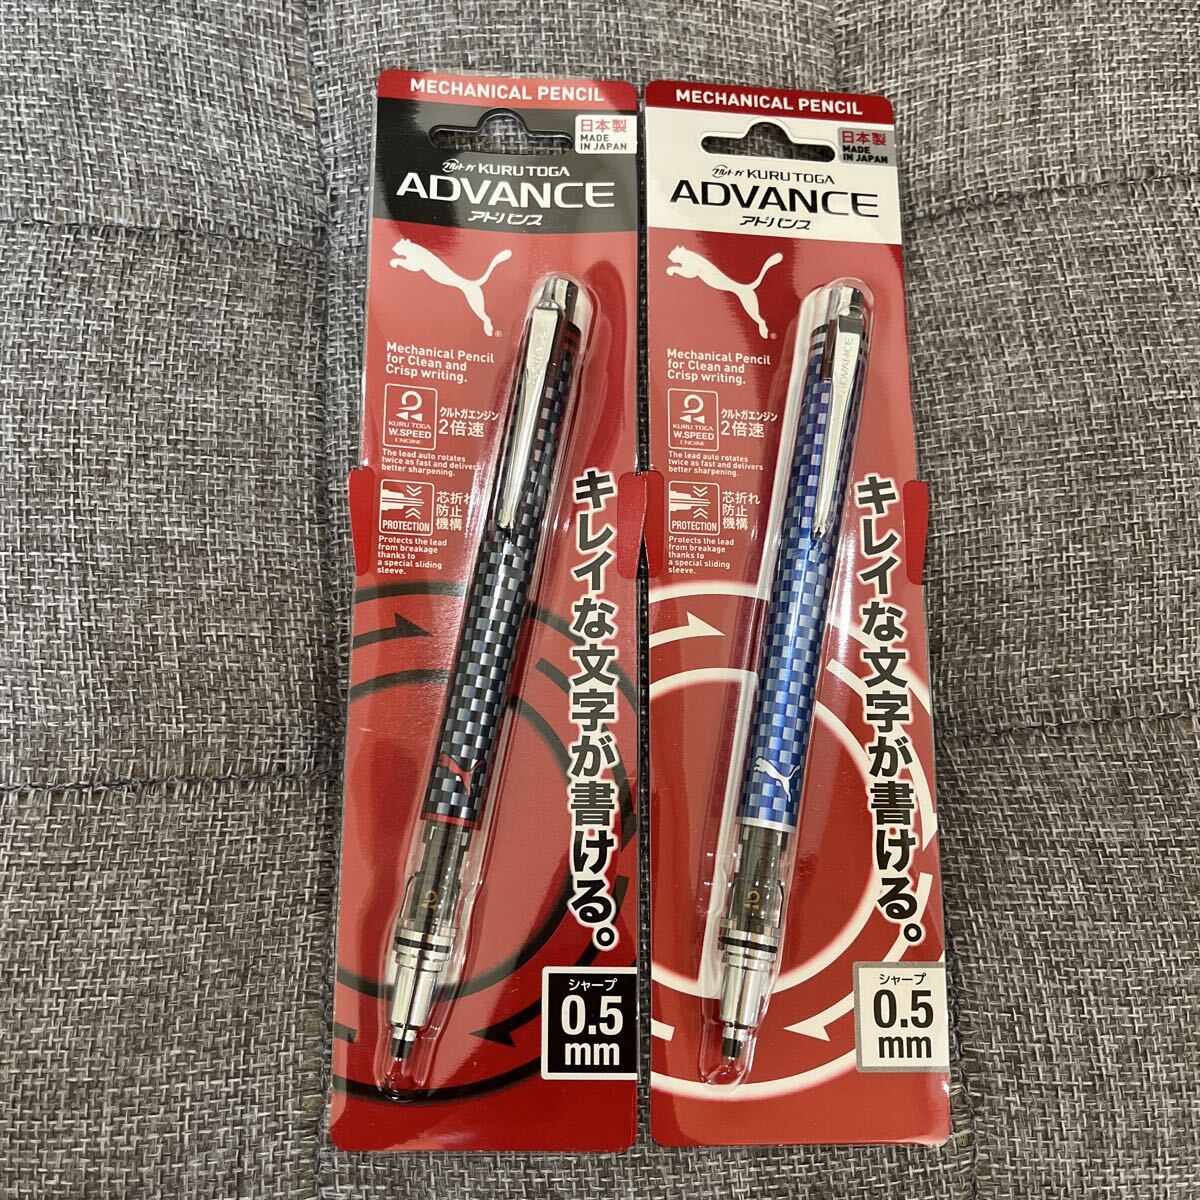 MECHANICAL PENCIL
日本製
MADE
IN JAPAN
クルトガ KURU TOGA
ADVANCE
アドバンス
Mechanical Pencil
for Clean and
Crisp writing.
KURU TOGA
W.SPEED
ENGINE
クルトガエンジン
2倍速
The lead auto rotates
twice as fast and delivers
better sharpening.
PROTECTION
芯折れ
防止
機構
Protects the lead
from breakage
thanks to
a special sliding
sleeve.
キレイな文字が書ける。
シャープ
0.5
mm
MECHANICAL PENCIL
日本製
MADE
IN JAPAN
クルトガ KURU TOGA
ADVANCE
アドバンス
Mechanical Pencil
for Clean and
Crisp writing.
KURU TOGA
W.SPEED
ENGINE
クルトガエンジン
2倍速
The lead auto rotates
twice as fast and delivers
better sharpening.
PROTECTION
芯折れ
防止
機構
Protects the lead
from breakage
thanks to
a special sliding
sleeve.
ADVANCE
キレイな文字が書ける。
シャープ
0.5
mm